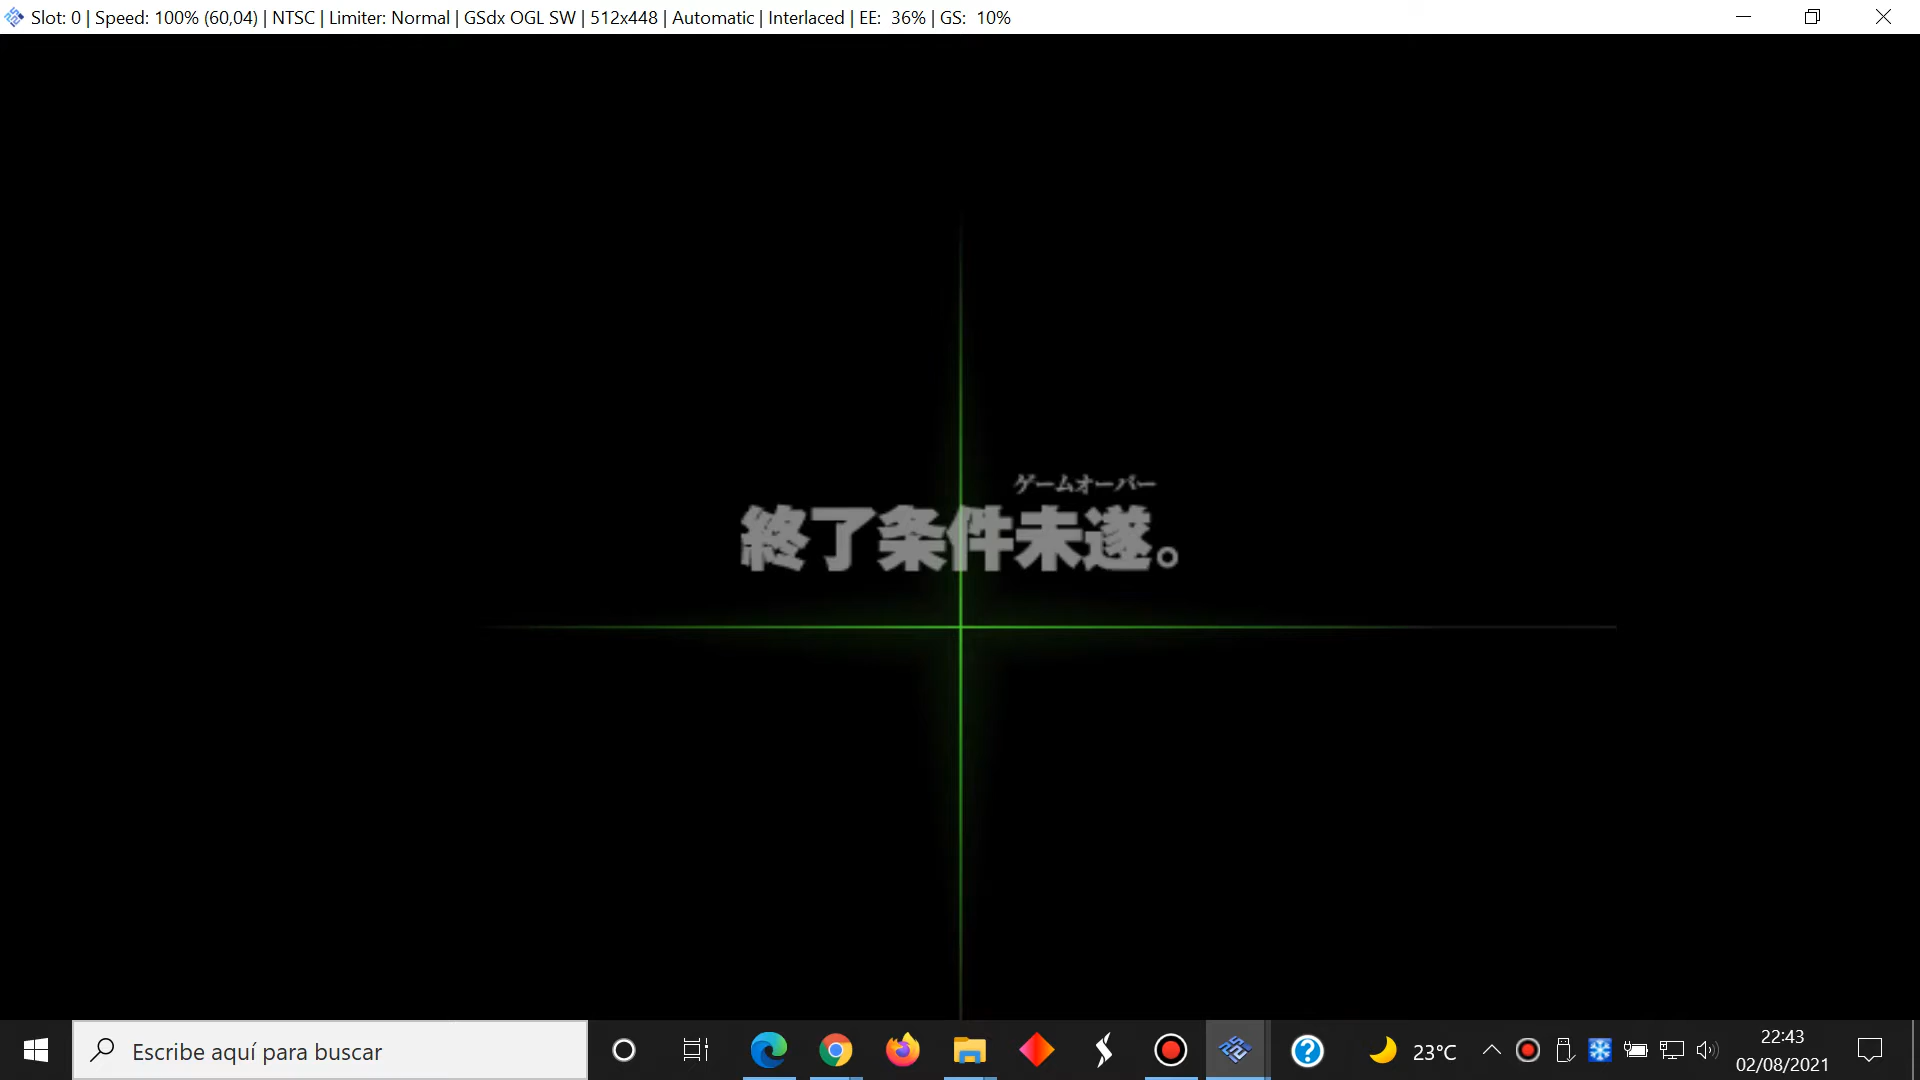 Slot: 0 | Speed: 100% (60,04) | NTSC | Limiter: Normal | GSdx OGL SW | 512x448 | Automatic | Interlaced | EE:  36% | GS:  10%
ゲームオーバー
終了条件未遂。
Escribe aquí para buscar
23°C
22:43
02/08/2021